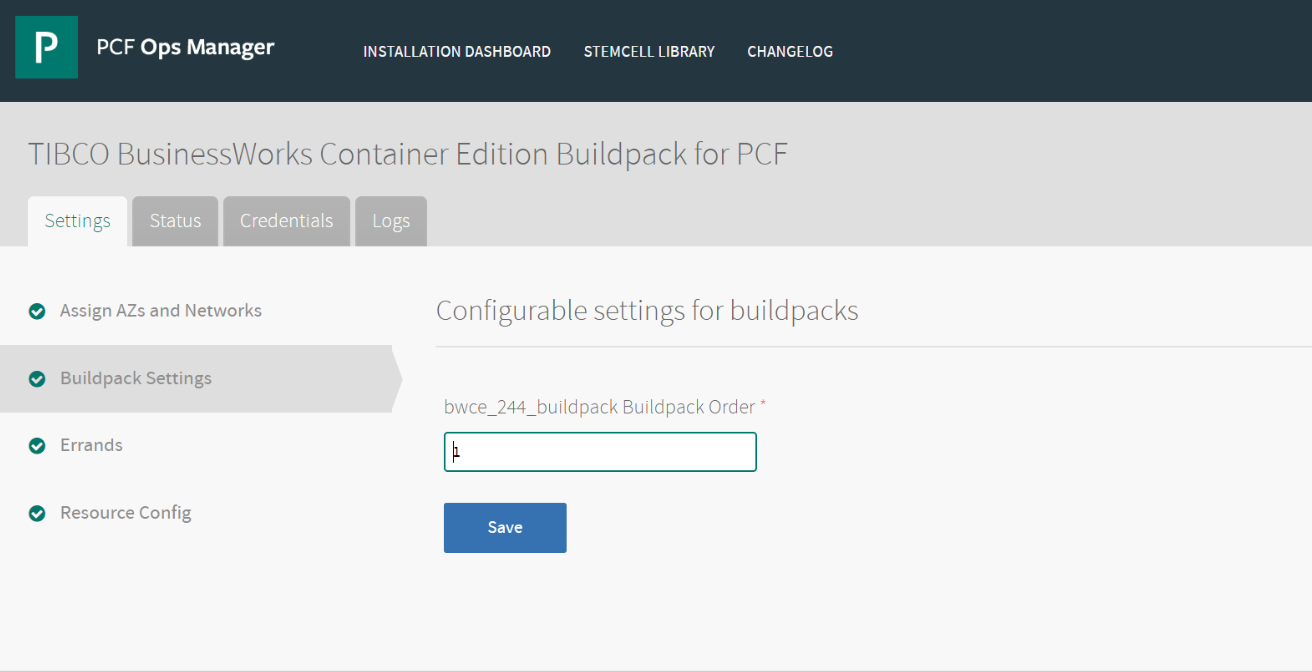 P PCF Ops Manager INSTALLATION DASHBOARD STEMCELL LIBRARY CHANGELOG
TIBCO BusinessWorks Container Edition Buildpack for PCF
Settings Status Credentials Logs
Assign AZs and Networks
Buildpack Settings
Errands
Resource Config
Configurable settings for buildpacks
bwce_244_buildpack Buildpack Order *
1
Save